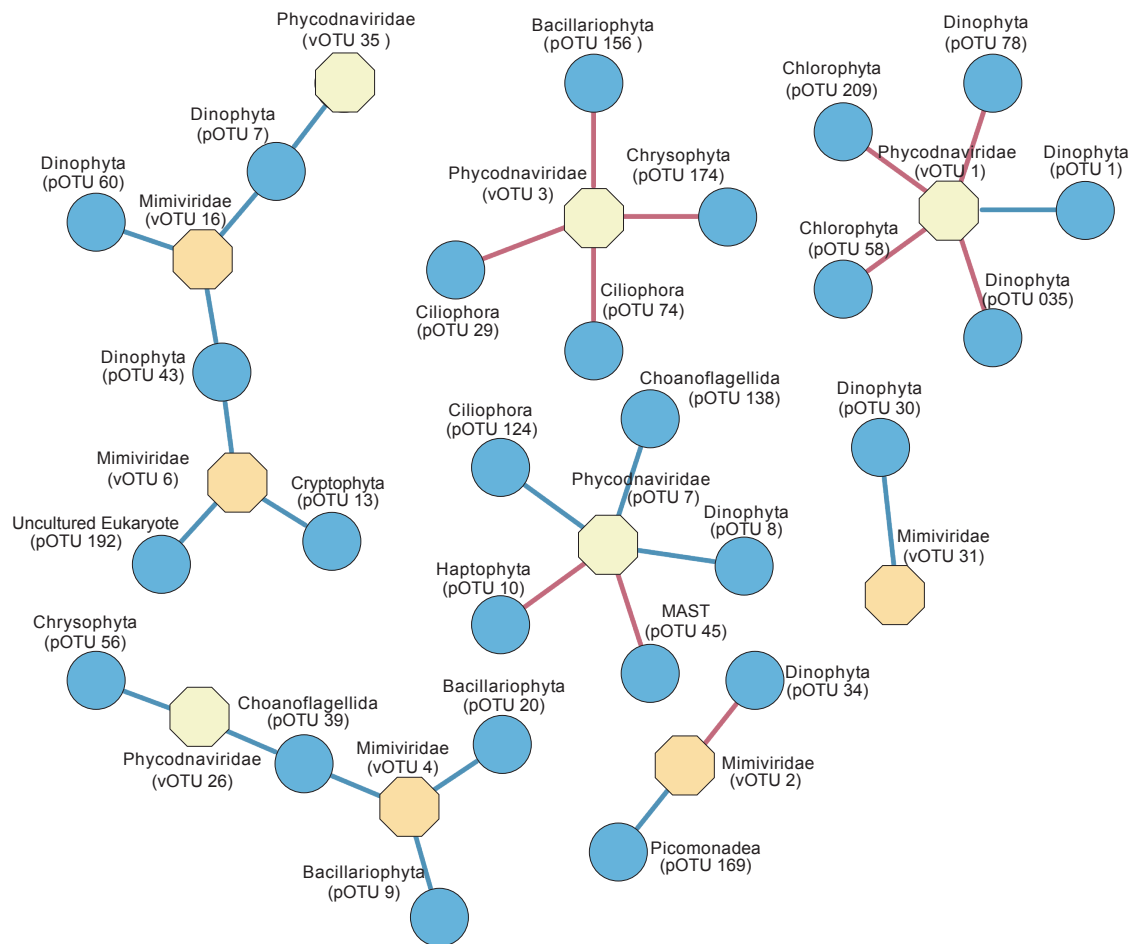 Phycodnaviridae
(vOTU 35 )
Dinophyta
(pOTU 7)
Dinophyta
(pOTU 60)
Mimiviridae
(vOTU 16)
Dinophyta
(pOTU 43)
Mimiviridae
(vOTU 6)
Cryptophyta
(pOTU 13)
Uncultured Eukaryote
(pOTU 192)
Bacillariophyta
(pOTU 156 )
Phycodnaviridae
(vOTU 3)
Chrysophyta
(pOTU 174)
Ciliophora
(pOTU 29)
Ciliophora
(pOTU 74)
Dinophyta
(pOTU 78)
Chlorophyta
(pOTU 209)
Phycodnaviridae
(vOTU 1)
Dinophyta
(pOTU 1)
Chlorophyta
(pOTU 58)
Dinophyta
(pOTU 035)
Choanoflagellida
(pOTU 138)
Ciliophora
(pOTU 124)
Phycodnaviridae
(pOTU 7)
Dinophyta
(pOTU 8)
Haptophyta
(pOTU 10)
MAST
(pOTU 45)
Dinophyta
(pOTU 30)
Mimiviridae
(vOTU 31)
Chrysophyta
(pOTU 56)
Phycodnaviridae
(vOTU 26)
Choanoflagellida
(pOTU 39)
Mimiviridae
(vOTU 4)
Bacillariophyta
(pOTU 20)
Bacillariophyta
(pOTU 9)
Dinophyta
(pOTU 34)
Mimiviridae
(vOTU 2)
Picomonadea
(pOTU 169)